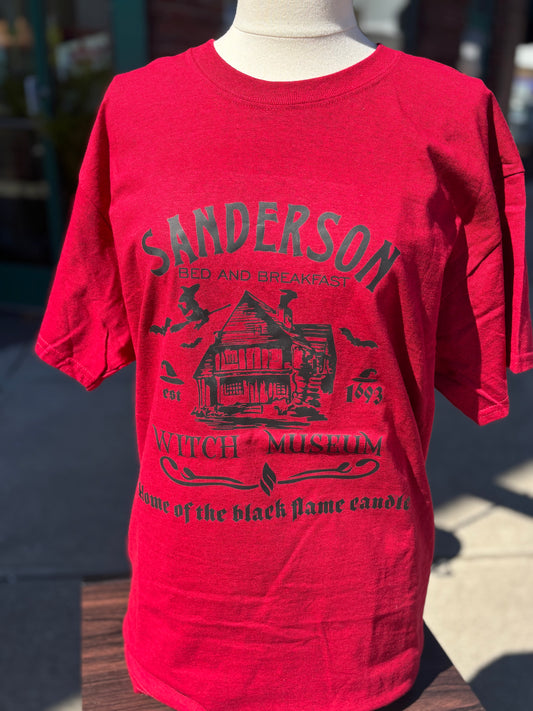 SANDERSON
BED AND BREAKFAST
est 1693
WITCH MUSEUM
Home of the black flame candle